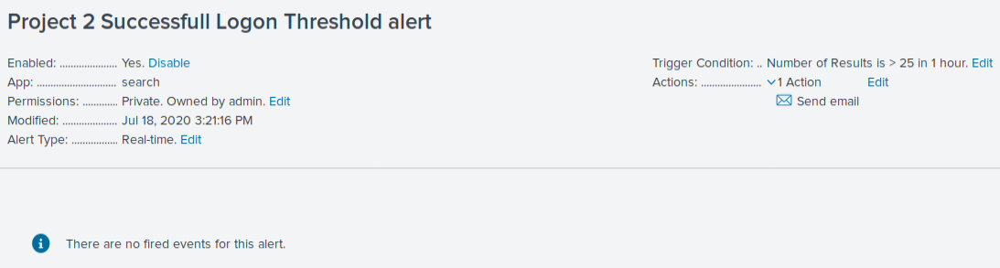 Project 2 Successfull Logon Threshold alert
Enabled: ..................... Yes. Disable
App: ............................. search
Permissions: ............. Private. Owned by admin. Edit
Modified: .................... Jul 18, 2020 3:21:16 PM
Alert Type: ................. Real-time. Edit
Trigger Condition: .. Number of Results is > 25 in 1 hour. Edit
Actions: ...................... 1 Action Edit
Send email
There are no fired events for this alert.